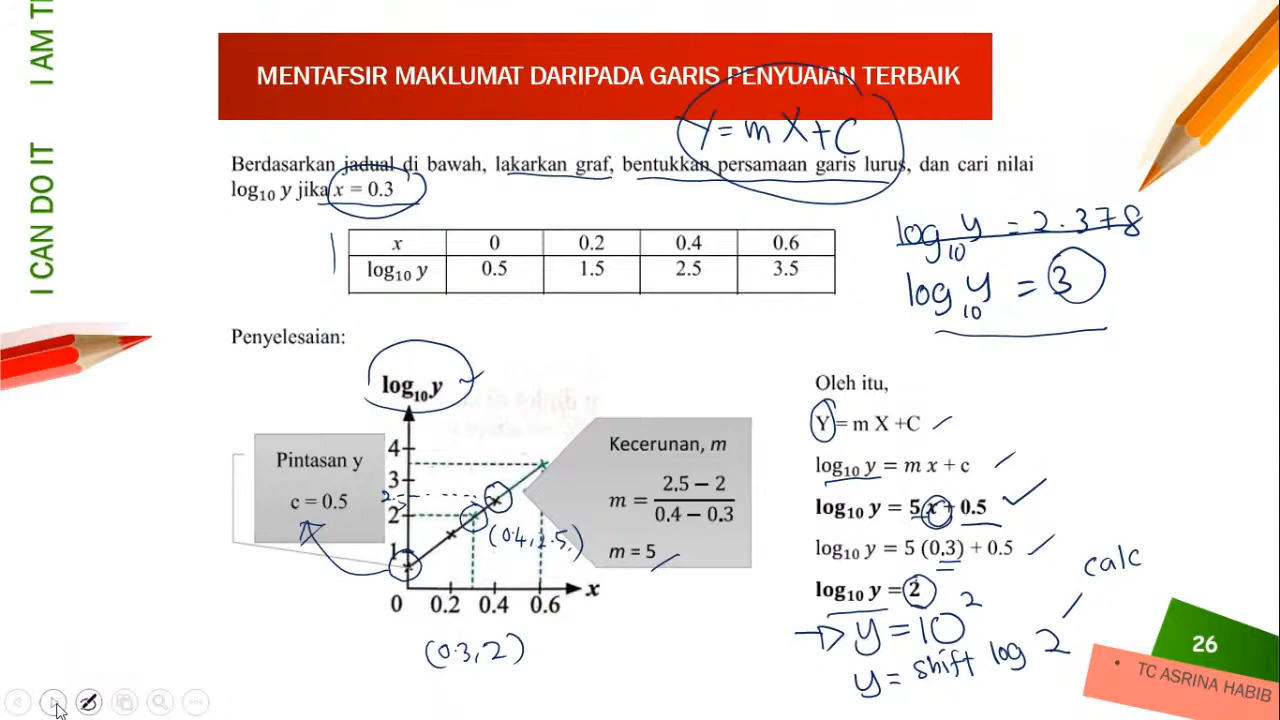 I CAN DO IT I AM TH
MENTAFSIR MAKLUMAT DARIPADA GARIS PENYUAIAN TERBAIK
Y = m X + C
Berdasarkan jadual di bawah, lakarkan graf, bentukkan persamaan garis lurus, dan cari nilai
log₁₀ y jika x = 0.3
x 0 0.2 0.4 0.6
log₁₀ y 0.5 1.5 2.5 3.5
log₁₀ y = 2.378
log₁₀ y = 3
Penyelesaian:
log₁₀y
4
3
2.5
2
1
0 0.2 0.4 0.6 x
Pintasan y
c = 0.5
(0.4, 2.5)
(0.3, 2)
Kecerunan, m
m = (2.5 − 2)/(0.4 − 0.3)
m = 5
Oleh itu,
Y = m X +C
log₁₀ y = m x + c
log₁₀ y = 5 x + 0.5
log₁₀ y = 5 (0.3) + 0.5
log₁₀ y = 2
y = 10²
y = shift log 2
calc
26
• TC ASRINA HABIB